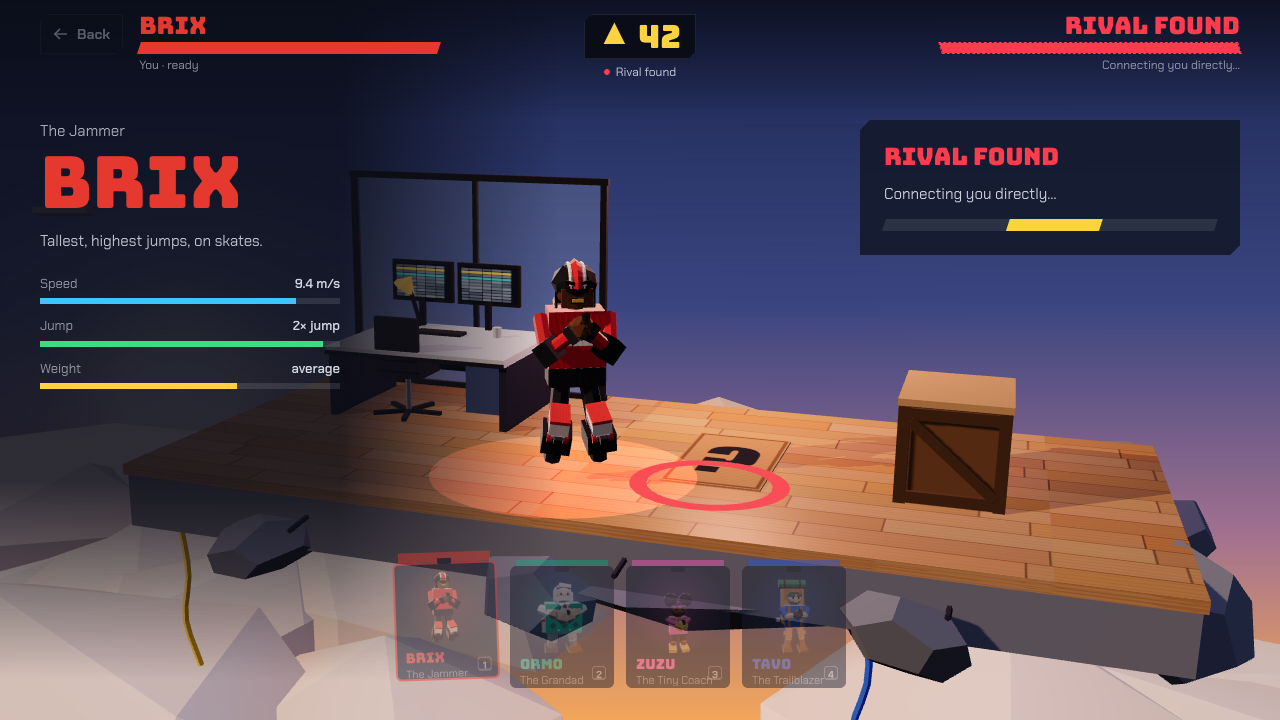 Back
BRIX
You · ready
42
Rival found
RIVAL FOUND
Connecting you directly...
The Jammer
BRIX
Tallest, highest jumps, on skates.
Speed 9.4 m/s
Jump 2× jump
Weight average
RIVAL FOUND
Connecting you directly...
BRIX
The Jammer
1
ORMO
The Grandad
2
ZUZU
The Tiny Coach
3
TAVO
The Trailblazer
4